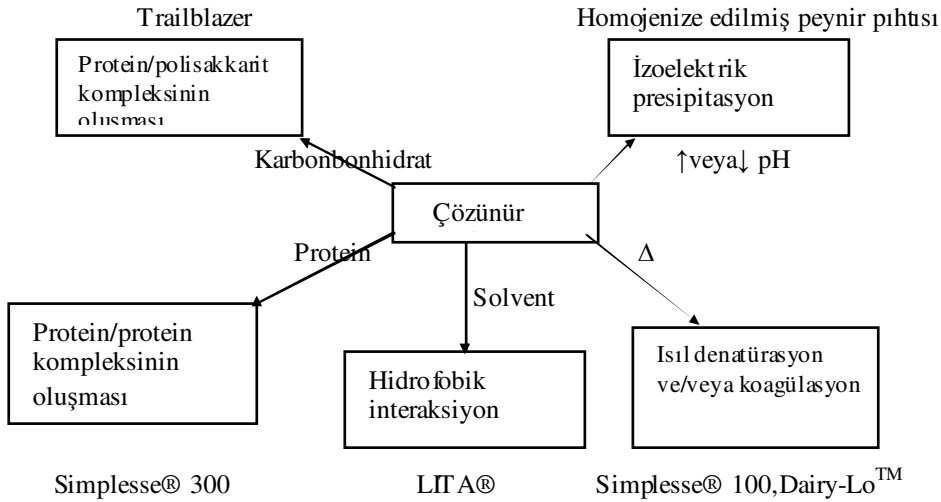 Trailblazer
Homojenize edilmiş peynir pıhtısı
Protein/polisakkarit
kompleksinin
oluşması
İzoelektrik
presipitasyon
Karbonbonhidrat
↑veya↓ pH
Çözünür
Protein
Δ
Solvent
Protein/protein
kompleksinin
oluşması
Hidrofobik
interaksiyon
Isıl denatürasyon
ve/veya koagülasyon
Simplesse® 300
LITA®
Simplesse® 100,Dairy-Lo™